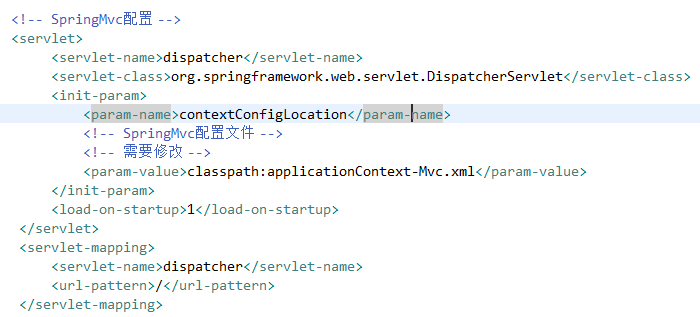 <!-- SpringMvc配置 -->
<servlet>
<servlet-name>dispatcher</servlet-name>
<servlet-class>org.springframework.web.servlet.DispatcherServlet</servlet-class>
<init-param>
<param-name>contextConfigLocation</param-name>
<!-- SpringMvc配置文件 -->
<!-- 需要修改 -->
<param-value>classpath:applicationContext-Mvc.xml</param-value>
</init-param>
<load-on-startup>1</load-on-startup>
</servlet>
<servlet-mapping>
<servlet-name>dispatcher</servlet-name>
<url-pattern>/</url-pattern>
</servlet-mapping>